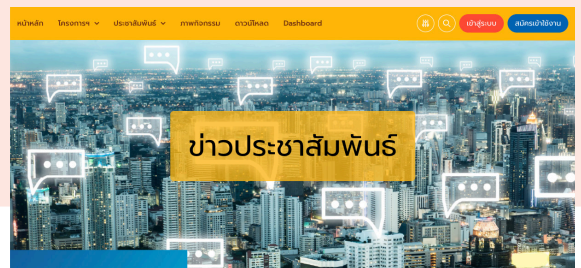 หน้าหลัก โครงการฯ ประชาสัมพันธ์ ภาพกิจกรรม ดาวน์โหลด Dashboard เข้าสู่ระบบ สมัครเข้าใช้งาน
ข่าวประชาสัมพันธ์